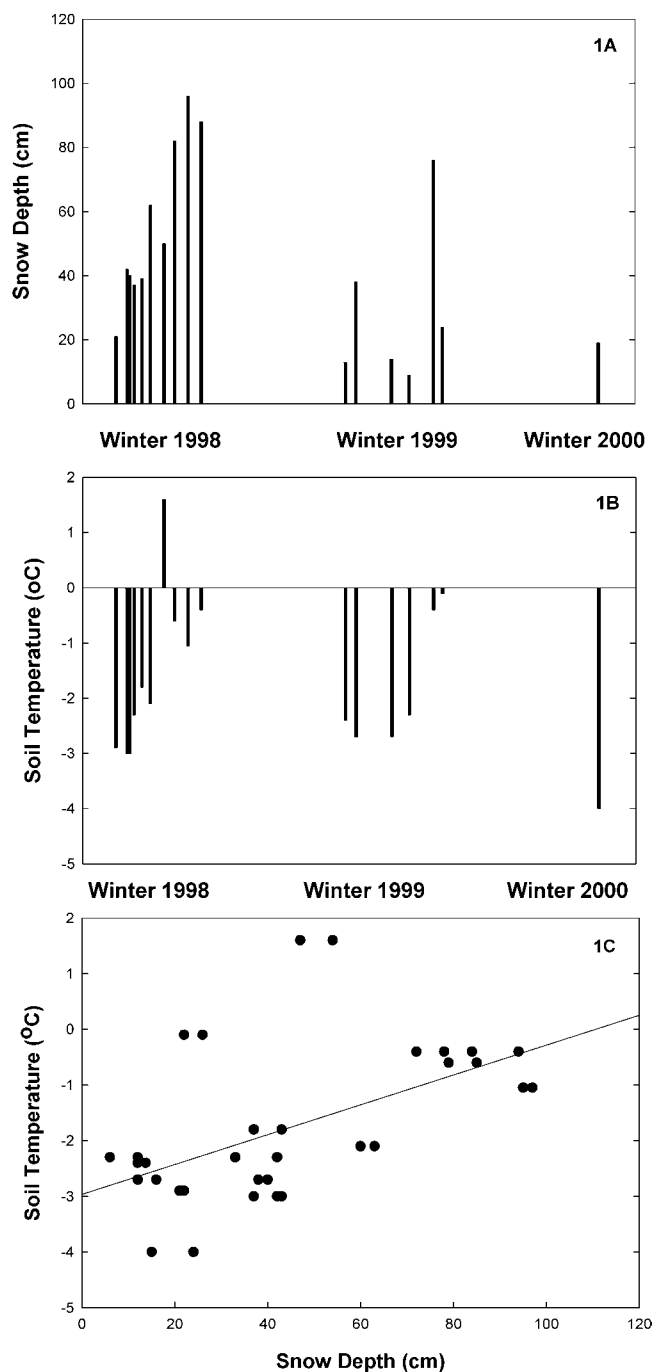 120
1A
100
80
60
40
20
0
Snow Depth (cm)
Winter 1998 Winter 1999 Winter 2000
2
1B
1
0
-1
-2
-3
-4
-5
Soil Temperature (oC)
Winter 1998 Winter 1999 Winter 2000
2
1C
1
0
-1
-2
-3
-4
-5
Soil Temperature (ºC)
0 20 40 60 80 100 120
Snow Depth (cm)